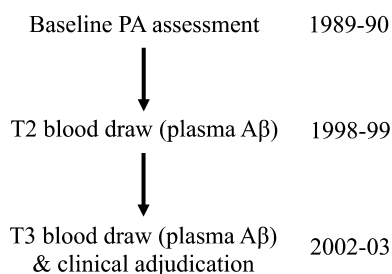 Baseline PA assessment 1989-90
T2 blood draw (plasma Aβ) 1998-99
T3 blood draw (plasma Aβ)
& clinical adjudication 2002-03